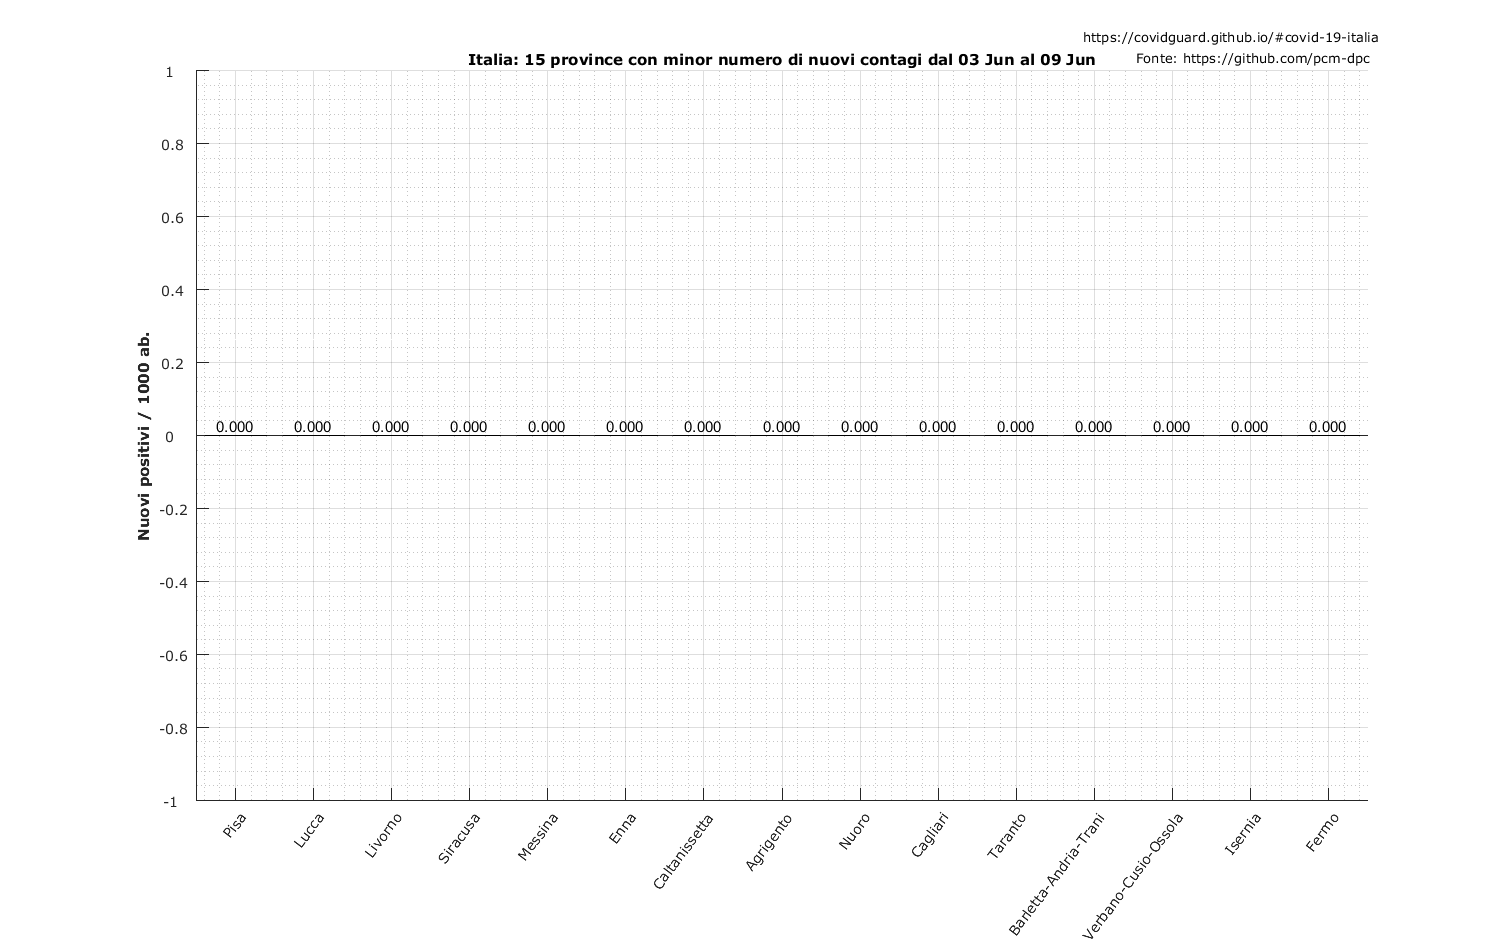 https://covidguard.github.io/#covid-19-italia
Italia: 15 province con minor numero di nuovi contagi dal 03 Jun al 09 Jun
Fonte: https://github.com/pcm-dpc
Nuovi positivi / 1000 ab.
1
0.8
0.6
0.4
0.2
0
-0.2
-0.4
-0.6
-0.8
-1
0.000 0.000 0.000 0.000 0.000 0.000 0.000 0.000 0.000 0.000 0.000 0.000 0.000 0.000 0.000
Pisa
Lucca
Livorno
Siracusa
Messina
Enna
Caltanissetta
Agrigento
Nuoro
Cagliari
Taranto
Barletta-Andria-Trani
Verbano-Cusio-Ossola
Isernia
Fermo